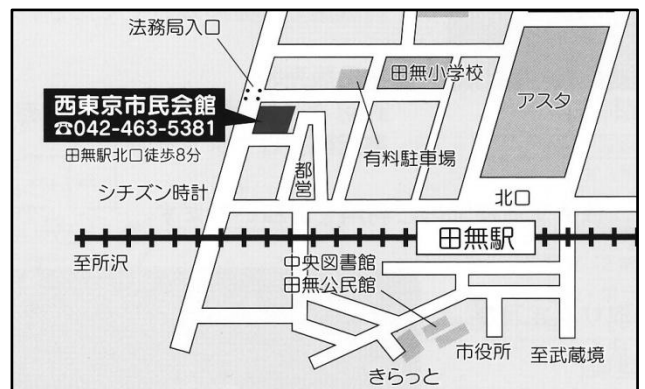 法務局入口
田無小学校
アスタ
西東京市民会館
☎042-463-5381
田無駅北口徒歩8分
有料駐車場
都営
シチズン時計
北口
田無駅
至所沢
中央図書館
田無公民館
市役所
至武蔵境
きらっと